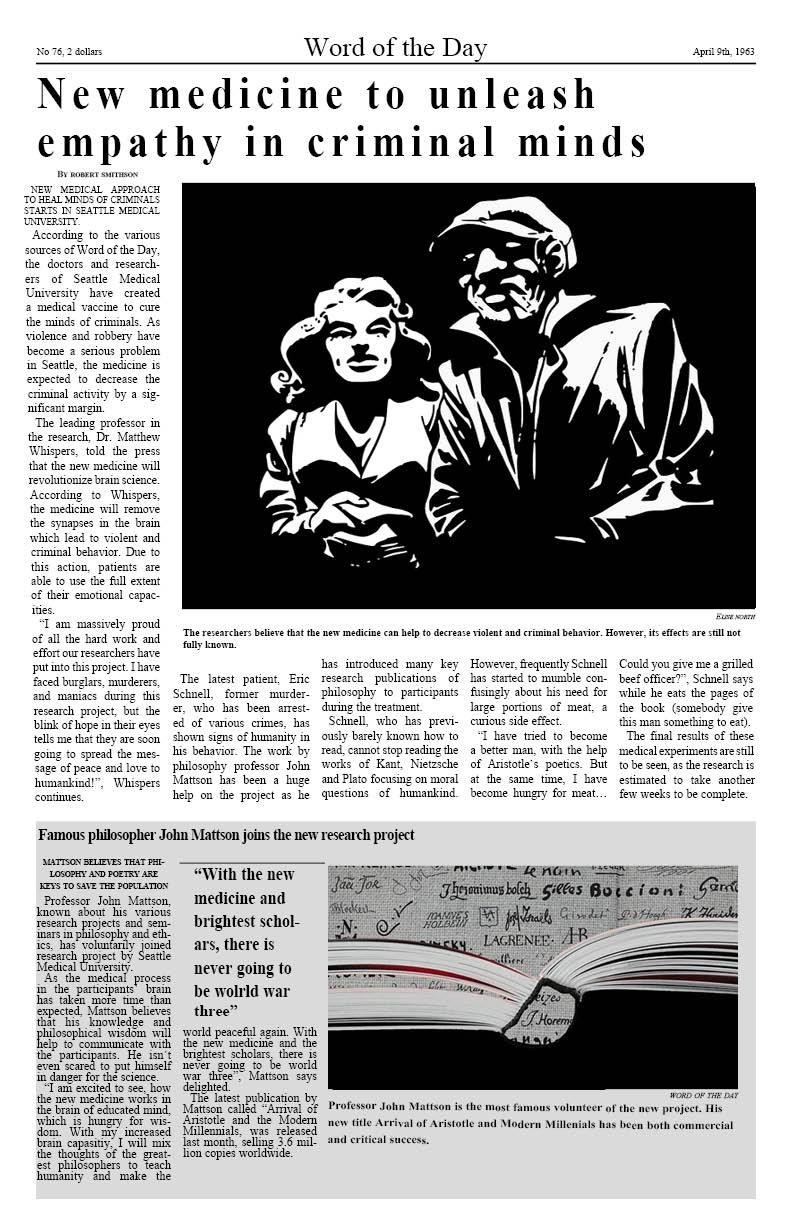 No 76, 2 dollars
Word of the Day
April 9th, 1963
New medicine to unleash
empathy in criminal minds
By robert smithson
NEW MEDICAL APPROACH
TO HEAL MINDS OF CRIMINALS
STARTS IN SEATTLE MEDICAL
UNIVERSITY.
According to the various
sources of Word of the Day,
the doctors and research-
ers of Seattle Medical
University have created
a medical vaccine to cure
the minds of criminals. As
violence and robbery have
become a serious problem
in Seattle, the medicine is
expected to decrease the
criminal activity by a sig-
nificant margin.
The leading professor in
the research, Dr. Matthew
Whispers, told the press
that the new medicine will
revolutionize brain science.
According to Whispers,
the medicine will remove
the synapses in the brain
which lead to violent and
criminal behavior. Due to
this action, patients are
able to use the full extent
of their emotional capac-
ities.
“I am massively proud
of all the hard work and
effort our researchers have
put into this project. I have
faced burglars, murderers,
and maniacs during this
research project, but the
blink of hope in their eyes
tells me that they are soon
going to spread the mes-
sage of peace and love to
humankind!”, Whispers
continues.
Elise north
The researchers believe that the new medicine can help to decrease violent and criminal behavior. However, its effects are still not
fully known.
The latest patient, Eric
Schnell, former murder-
er, who has been arrest-
ed of various crimes, has
shown signs of humanity in
his behavior. The work by
philosophy professor John
Mattson has been a huge
help on the project as he
has introduced many key
research publications of
philosophy to participants
during the treatment.
Schnell, who has previ-
ously barely known how to
read, cannot stop reading the
works of Kant, Nietzsche
and Plato focusing on moral
questions of humankind.
However, frequently Schnell
has started to mumble con-
fusingly about his need for
large portions of meat, a
curious side effect.
“I have tried to become
a better man, with the help
of Aristotle´s poetics. But
at the same time, I have
become hungry for meat…
Could you give me a grilled
beef officer?”, Schnell says
while he eats the pages of
the book (somebody give
this man something to eat).
The final results of these
medical experiments are still
to be seen, as the research is
estimated to take another
few weeks to be complete.
Famous philosopher John Mattson joins the new research project
MATTSON BELIEVES THAT PHI-
LOSOPHY AND POETRY ARE
KEYS TO SAVE THE POPULATION
Professor John Mattson,
known about his various
research projects and sem-
inars in philosophy and eth-
ics, has voluntarily joined
research project by Seattle
Medical University.
As the medical process
in the participants´ brain
has taken more time than
expected, Mattson believes
that his knowledge and
philosophical wisdom will
help to communicate with
the participants. He isn´t
even scared to put himself
in danger for the science.
“I am excited to see, how
the new medicine works in
the brain of educated mind,
which is hungry for wis-
dom. With my increased
brain capasitiy, I will mix
the thoughts of the great-
est philosophers to teach
humanity and make the
“With the new
medicine and
brightest schol-
ars, there is
never going to
be wolrld war
three”
world peaceful again. With
the new medicine and the
brightest scholars, there is
never going to be world
war three”, Mattson says
delighted.
The latest publication by
Mattson called “Arrival of
Aristotle and the Modern
Millennials, was released
last month, selling 3.6 mil-
lion copies worldwide.
Jheronimus bosch
Gilles
Boccioni
HOLBEIN
LAGRENEE
AB
J. Horem
WORD OF THE DAY
Professor John Mattson is the most famous volunteer of the new project. His
new title Arrival of Aristotle and Modern Millenials has been both commercial
and critical success.